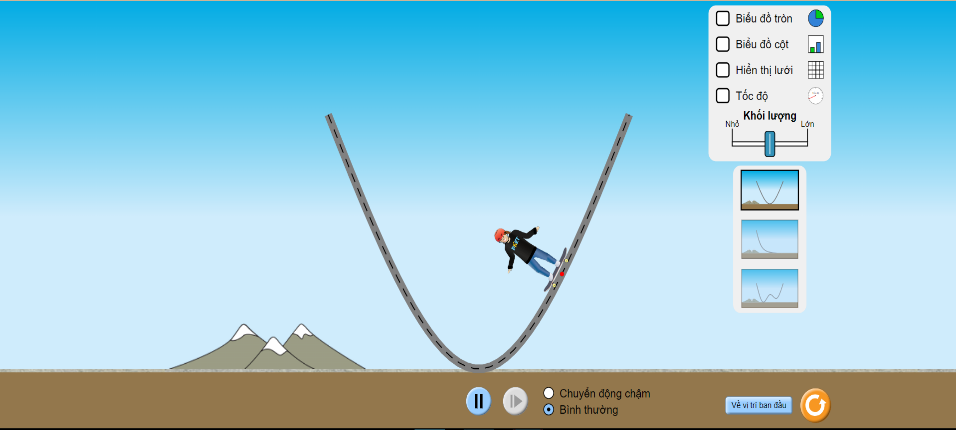 Biểu đồ tròn
Biểu đồ cột
Hiển thị lưới
Tốc độ
Khối lượng
Nhỏ Lớn
Chuyển động chậm
Bình thường
Về vị trí ban đầu